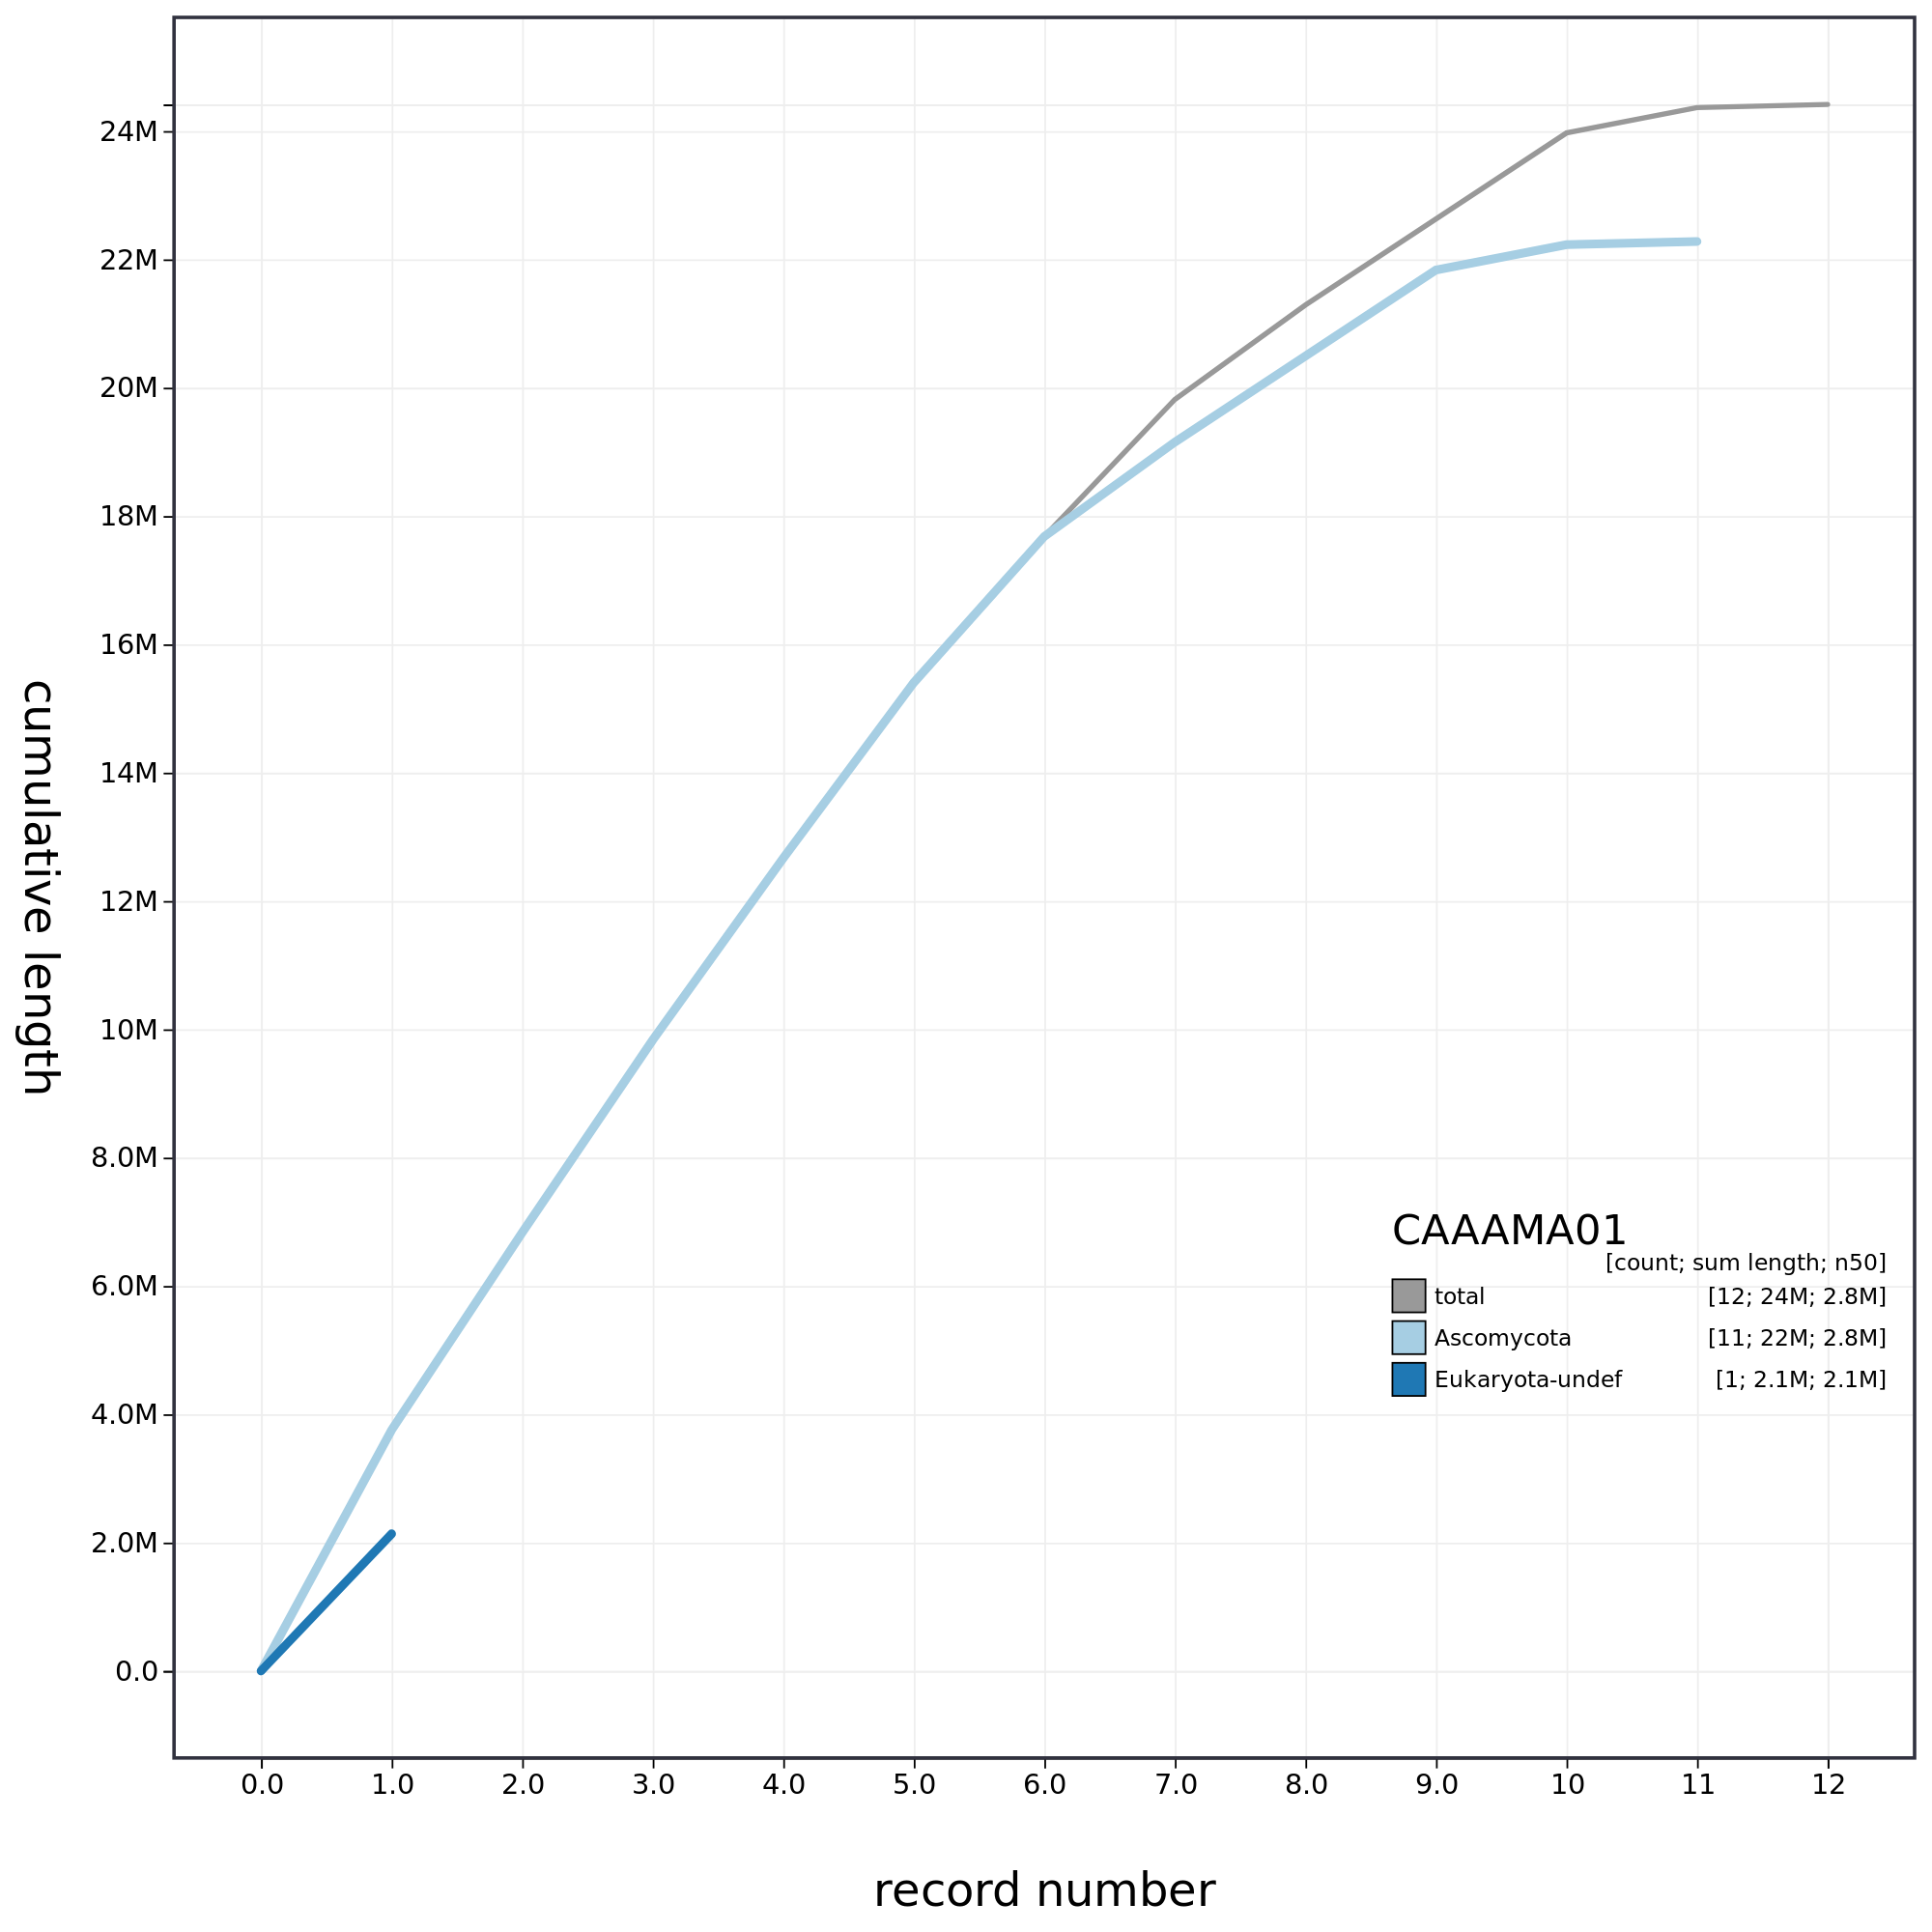 24M
22M
20M
18M
16M
14M
12M
10M
8.0M
6.0M
4.0M
2.0M
0.0
cumulative length
CAAAMA01
[count; sum length; n50]
total [12; 24M; 2.8M]
Ascomycota [11; 22M; 2.8M]
Eukaryota-undef [1; 2.1M; 2.1M]
0.0 1.0 2.0 3.0 4.0 5.0 6.0 7.0 8.0 9.0 10 11 12
record number